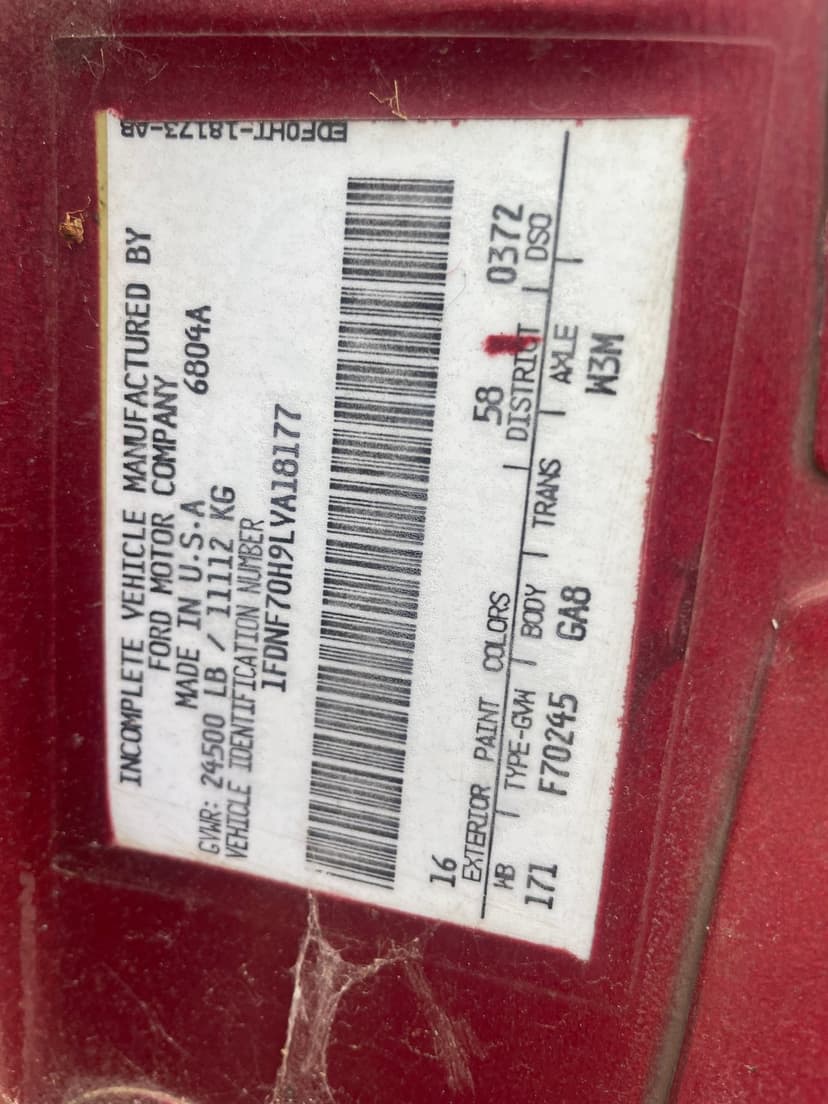 INCOMPLETE VEHICLE MANUFACTURED BY
FORD MOTOR COMPANY
MADE IN U.S.A 6804A
GVWR: 24500 LB / 11112 KG
VEHICLE IDENTIFICATION NUMBER
1FDNF70H9LVA18177
16 58 0372
EXTERIOR PAINT COLORS DISTRICT DSO
WB TYPE-GVW BODY TRANS AXLE
171 F70245 GA8 W3M
F0HT-18173-AB